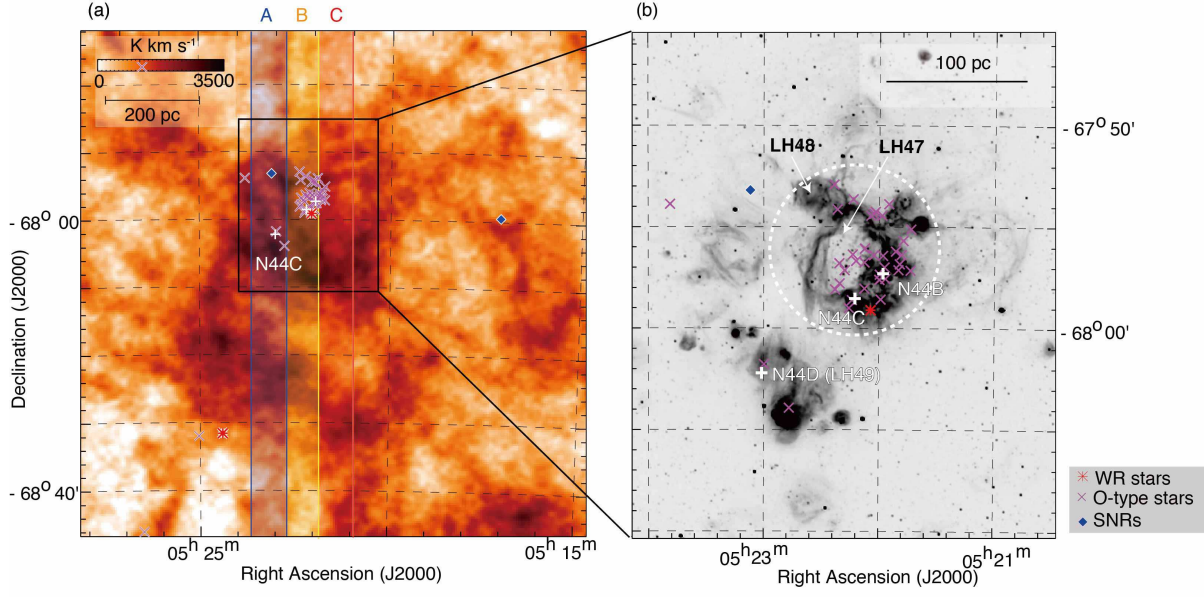 (a)
A
B
C
K km s⁻¹
0
3500
200 pc
N44C
- 68° 00'
- 68° 40'
Declination (J2000)
05ʰ 25ᵐ
05ʰ 15ᵐ
Right Ascension (J2000)
(b)
100 pc
LH48
LH47
N44B
N44C
N44D (LH49)
- 67° 50'
- 68° 00'
05ʰ 23ᵐ
05ʰ 21ᵐ
Right Ascension (J2000)
WR stars
O-type stars
SNRs